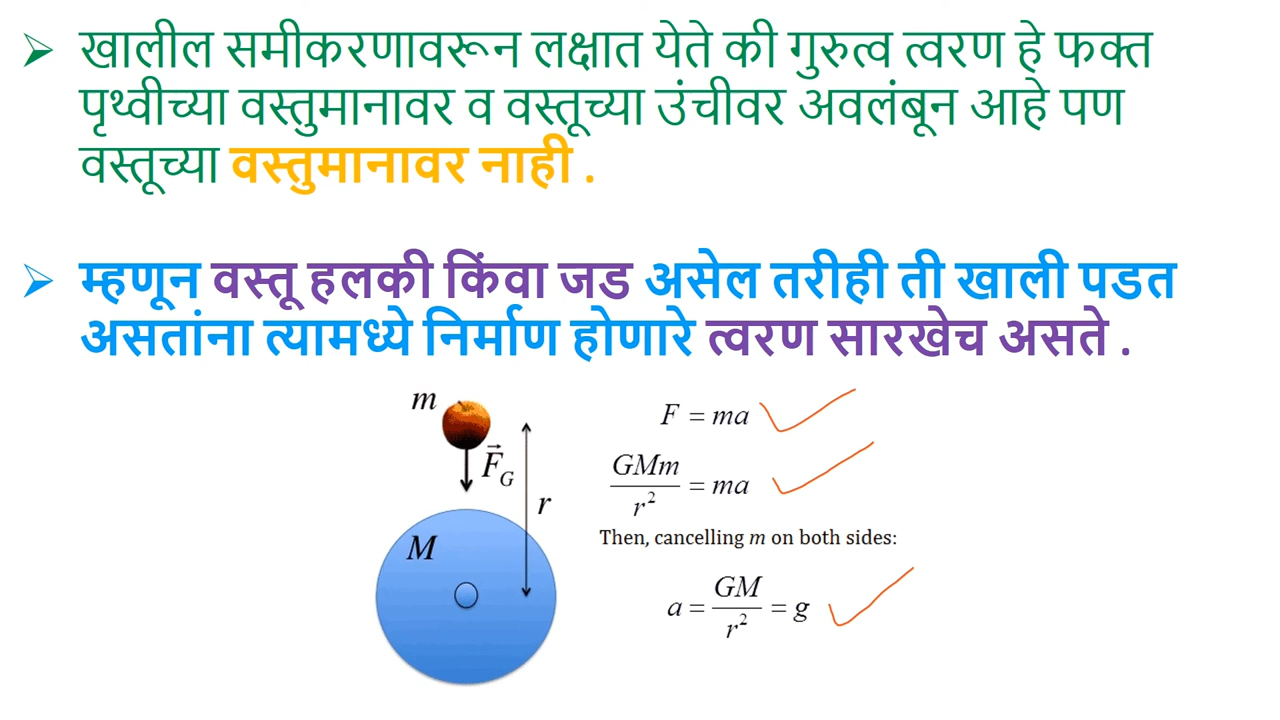 ➢ खालील समीकरणावरून लक्षात येते की गुरुत्व त्वरण हे फक्त
पृथ्वीच्या वस्तुमानावर व वस्तूच्या उंचीवर अवलंबून आहे पण
वस्तूच्या वस्तुमानावर नाही .
➢ म्हणून वस्तू हलकी किंवा जड असेल तरीही ती खाली पडत
असतांना त्यामध्ये निर्माण होणारे त्वरण सारखेच असते .
m
F⃗_G
r
M
F = ma
GMm/r² = ma
Then, cancelling m on both sides:
a = GM/r² = g